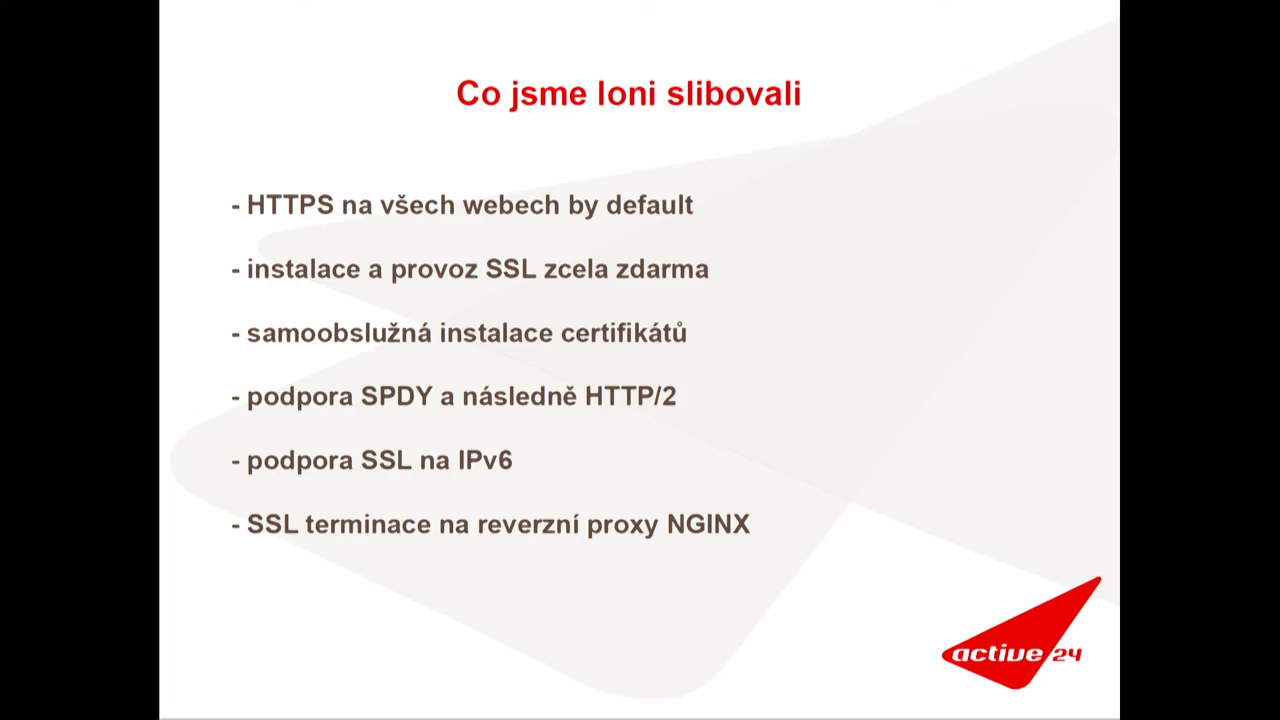 Co jsme loni slibovali
- HTTPS na všech webech by default
- instalace a provoz SSL zcela zdarma
- samoobslužná instalace certifikátů
- podpora SPDY a následně HTTP/2
- podpora SSL na IPv6
- SSL terminace na reverzní proxy NGINX
active 24